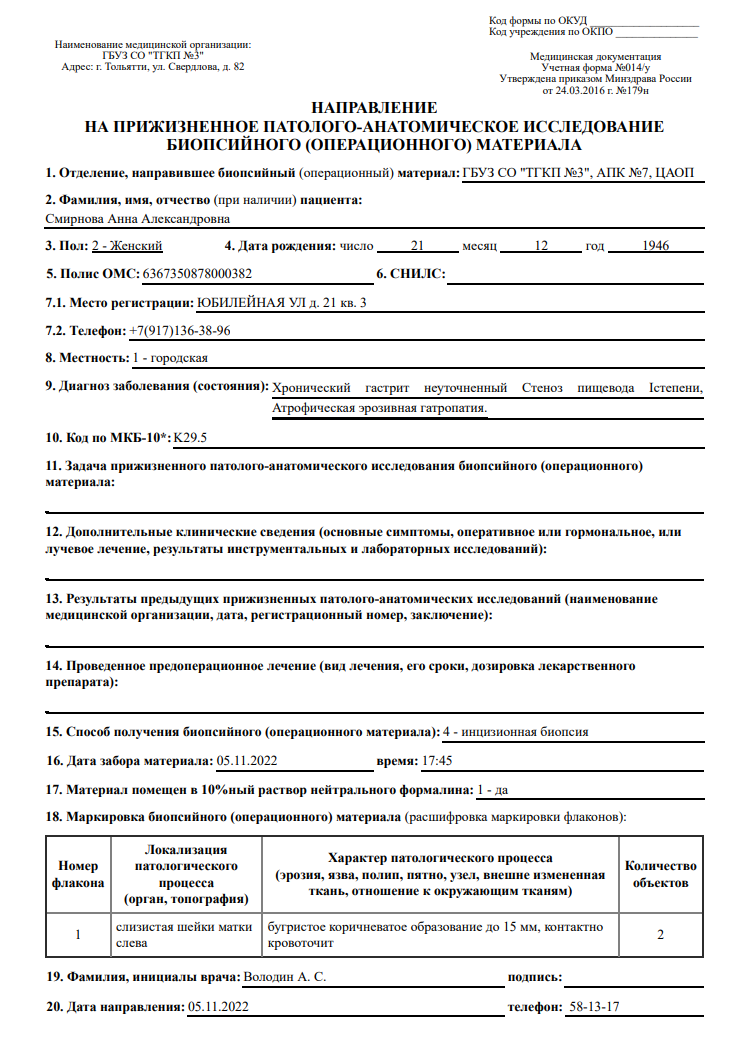 Код формы по ОКУД ____________________
Код учреждения по ОКПО _______________
Наименование медицинской организации:
ГБУЗ СО "ТГКП №3"
Адрес: г. Тольятти, ул. Свердлова, д. 82
Медицинская документация
Учетная форма №014/у
Утверждена приказом Минздрава России
от 24.03.2016 г. №179н
НАПРАВЛЕНИЕ
НА ПРИЖИЗНЕННОЕ ПАТОЛОГО-АНАТОМИЧЕСКОЕ ИССЛЕДОВАНИЕ
БИОПСИЙНОГО (ОПЕРАЦИОННОГО) МАТЕРИАЛА
1. Отделение, направившее биопсийный (операционный) материал: ГБУЗ СО "ТГКП №3", АПК №7, ЦАОП
2. Фамилия, имя, отчество (при наличии) пациента:
Смирнова Анна Александровна
3. Пол: 2 - Женский 4. Дата рождения: число 21 месяц 12 год 1946
5. Полис ОМС: 6367350878000382 6. СНИЛС:
7.1. Место регистрации: ЮБИЛЕЙНАЯ УЛ д. 21 кв. 3
7.2. Телефон: +7(917)136-38-96
8. Местность: 1 - городская
9. Диагноз заболевания (состояния): Хронический гастрит неуточненный Стеноз пищевода Iстепени,
Атрофическая эрозивная гатропатия.
10. Код по МКБ-10*: K29.5
11. Задача прижизненного патолого-анатомического исследования биопсийного (операционного)
материала:
12. Дополнительные клинические сведения (основные симптомы, оперативное или гормональное, или
лучевое лечение, результаты инструментальных и лабораторных исследований):
13. Результаты предыдущих прижизненных патолого-анатомических исследований (наименование
медицинской организации, дата, регистрационный номер, заключение):
14. Проведенное предоперационное лечение (вид лечения, его сроки, дозировка лекарственного
препарата):
15. Способ получения биопсийного (операционного материала): 4 - инцизионная биопсия
16. Дата забора материала: 05.11.2022 время: 17:45
17. Материал помещен в 10%ный раствор нейтрального формалина: 1 - да
18. Маркировка биопсийного (операционного) материала (расшифровка маркировки флаконов):
Номер
флакона
Локализация
патологического
процесса
(орган, топография)
Характер патологического процесса
(эрозия, язва, полип, пятно, узел, внешне измененная
ткань, отношение к окружающим тканям)
Количество
объектов
1
слизистая шейки матки
слева
бугристое коричневатое образование до 15 мм, контактно
кровоточит
2
19. Фамилия, инициалы врача: Володин А. С. подпись:
20. Дата направления: 05.11.2022 телефон: 58-13-17